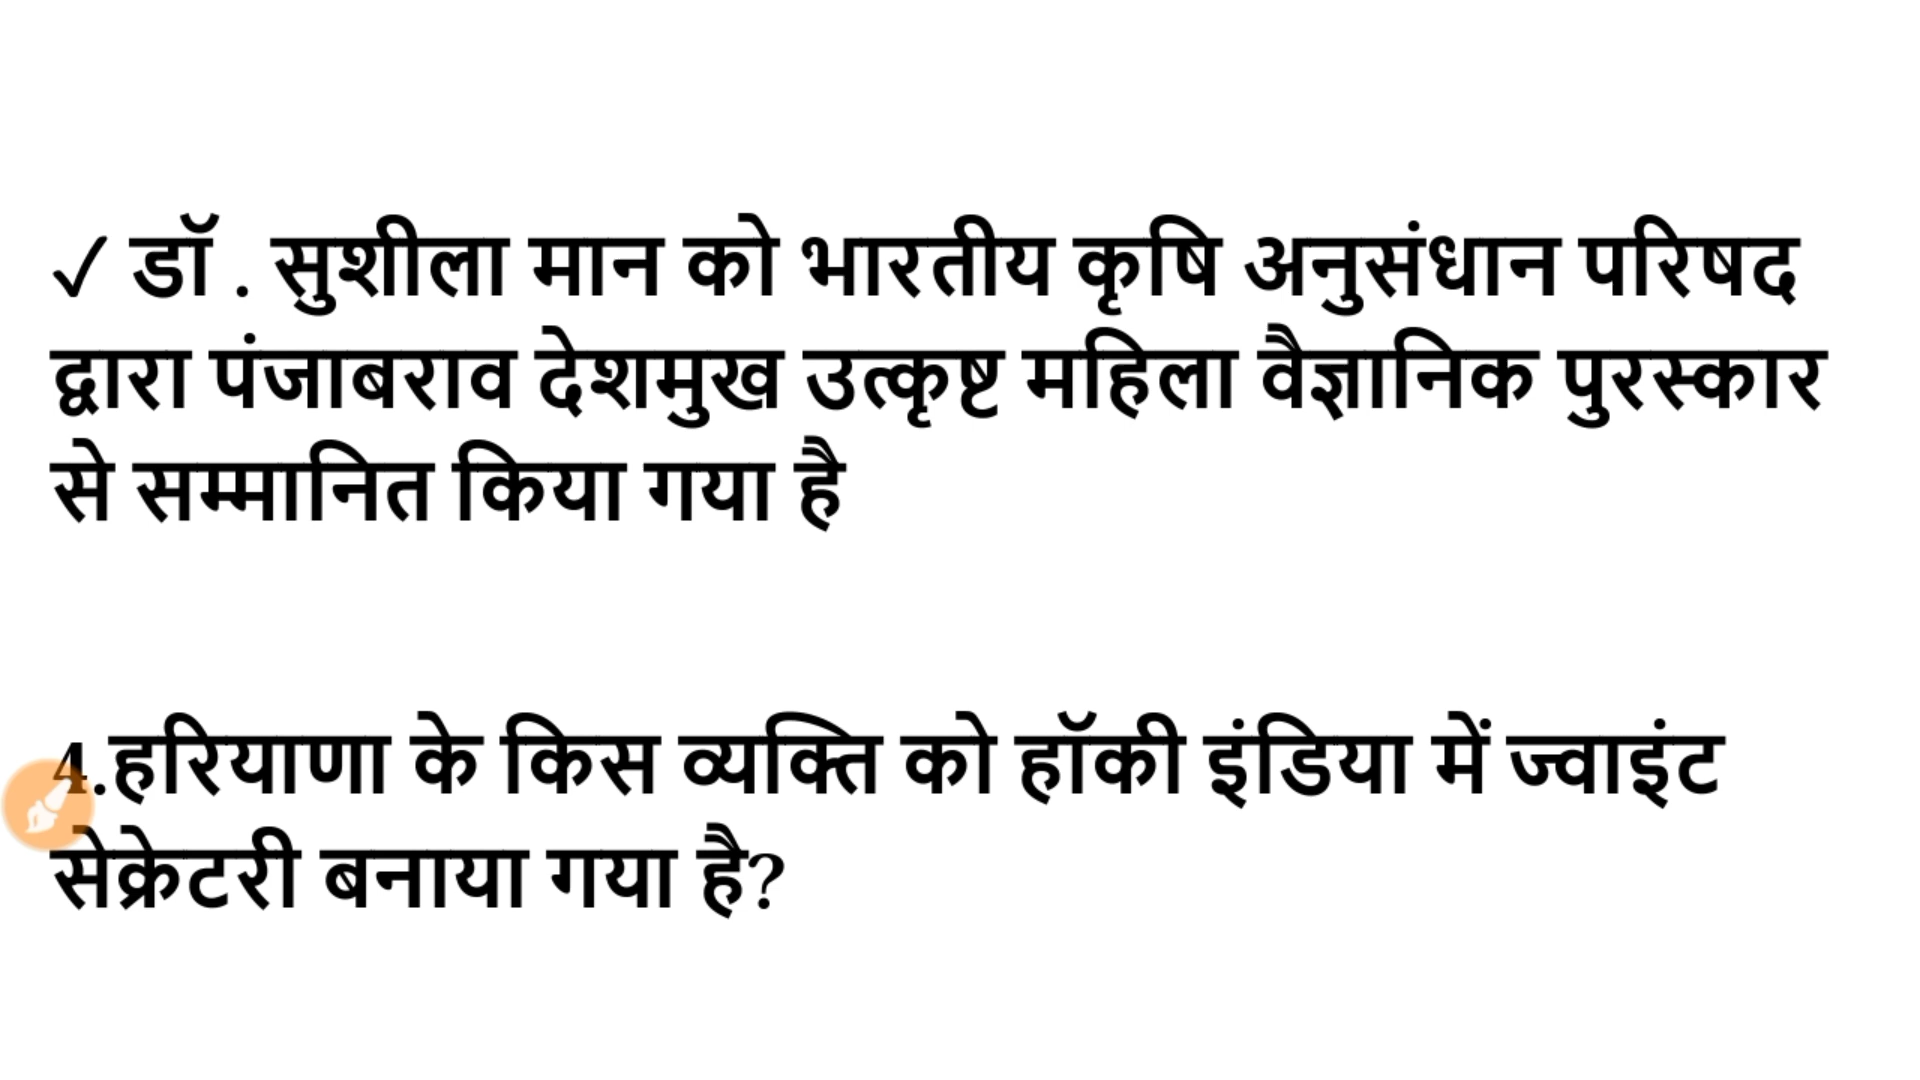 ✓ डॉ . सुशीला मान को भारतीय कृषि अनुसंधान परिषद
द्वारा पंजाबराव देशमुख उत्कृष्ट महिला वैज्ञानिक पुरस्कार
से सम्मानित किया गया है
4.हरियाणा के किस व्यक्ति को हॉकी इंडिया में ज्वाइंट
सेक्रेटरी बनाया गया है?